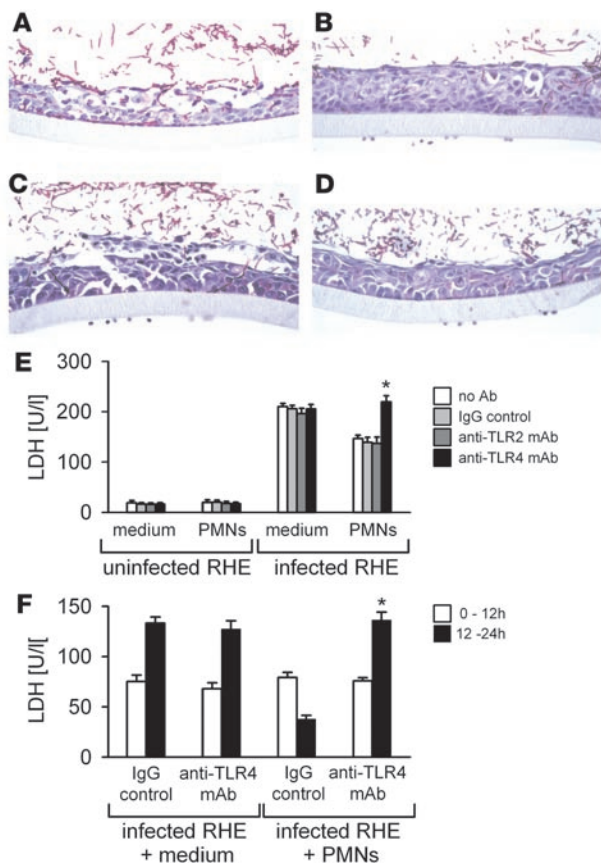 A
B
C
D
E
300
200
100
0
LDH [U/l]
*
no Ab
IgG control
anti-TLR2 mAb
anti-TLR4 mAb
medium PMNs medium PMNs
uninfected RHE infected RHE
F
150
100
50
0
LDH [U/l[
*
0 - 12h
12 -24h
IgG anti-TLR4 IgG anti-TLR4
control mAb control mAb
infected RHE infected RHE
+ medium + PMNs